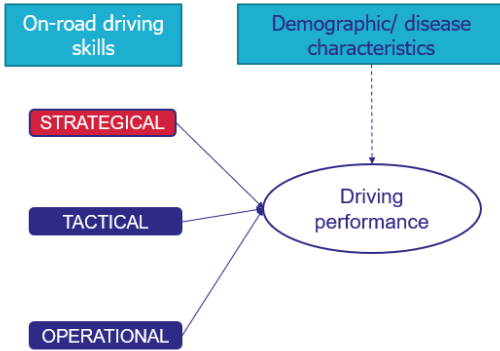 On-road driving
skills
Demographic/ disease
characteristics
STRATEGICAL
TACTICAL
OPERATIONAL
Driving
performance